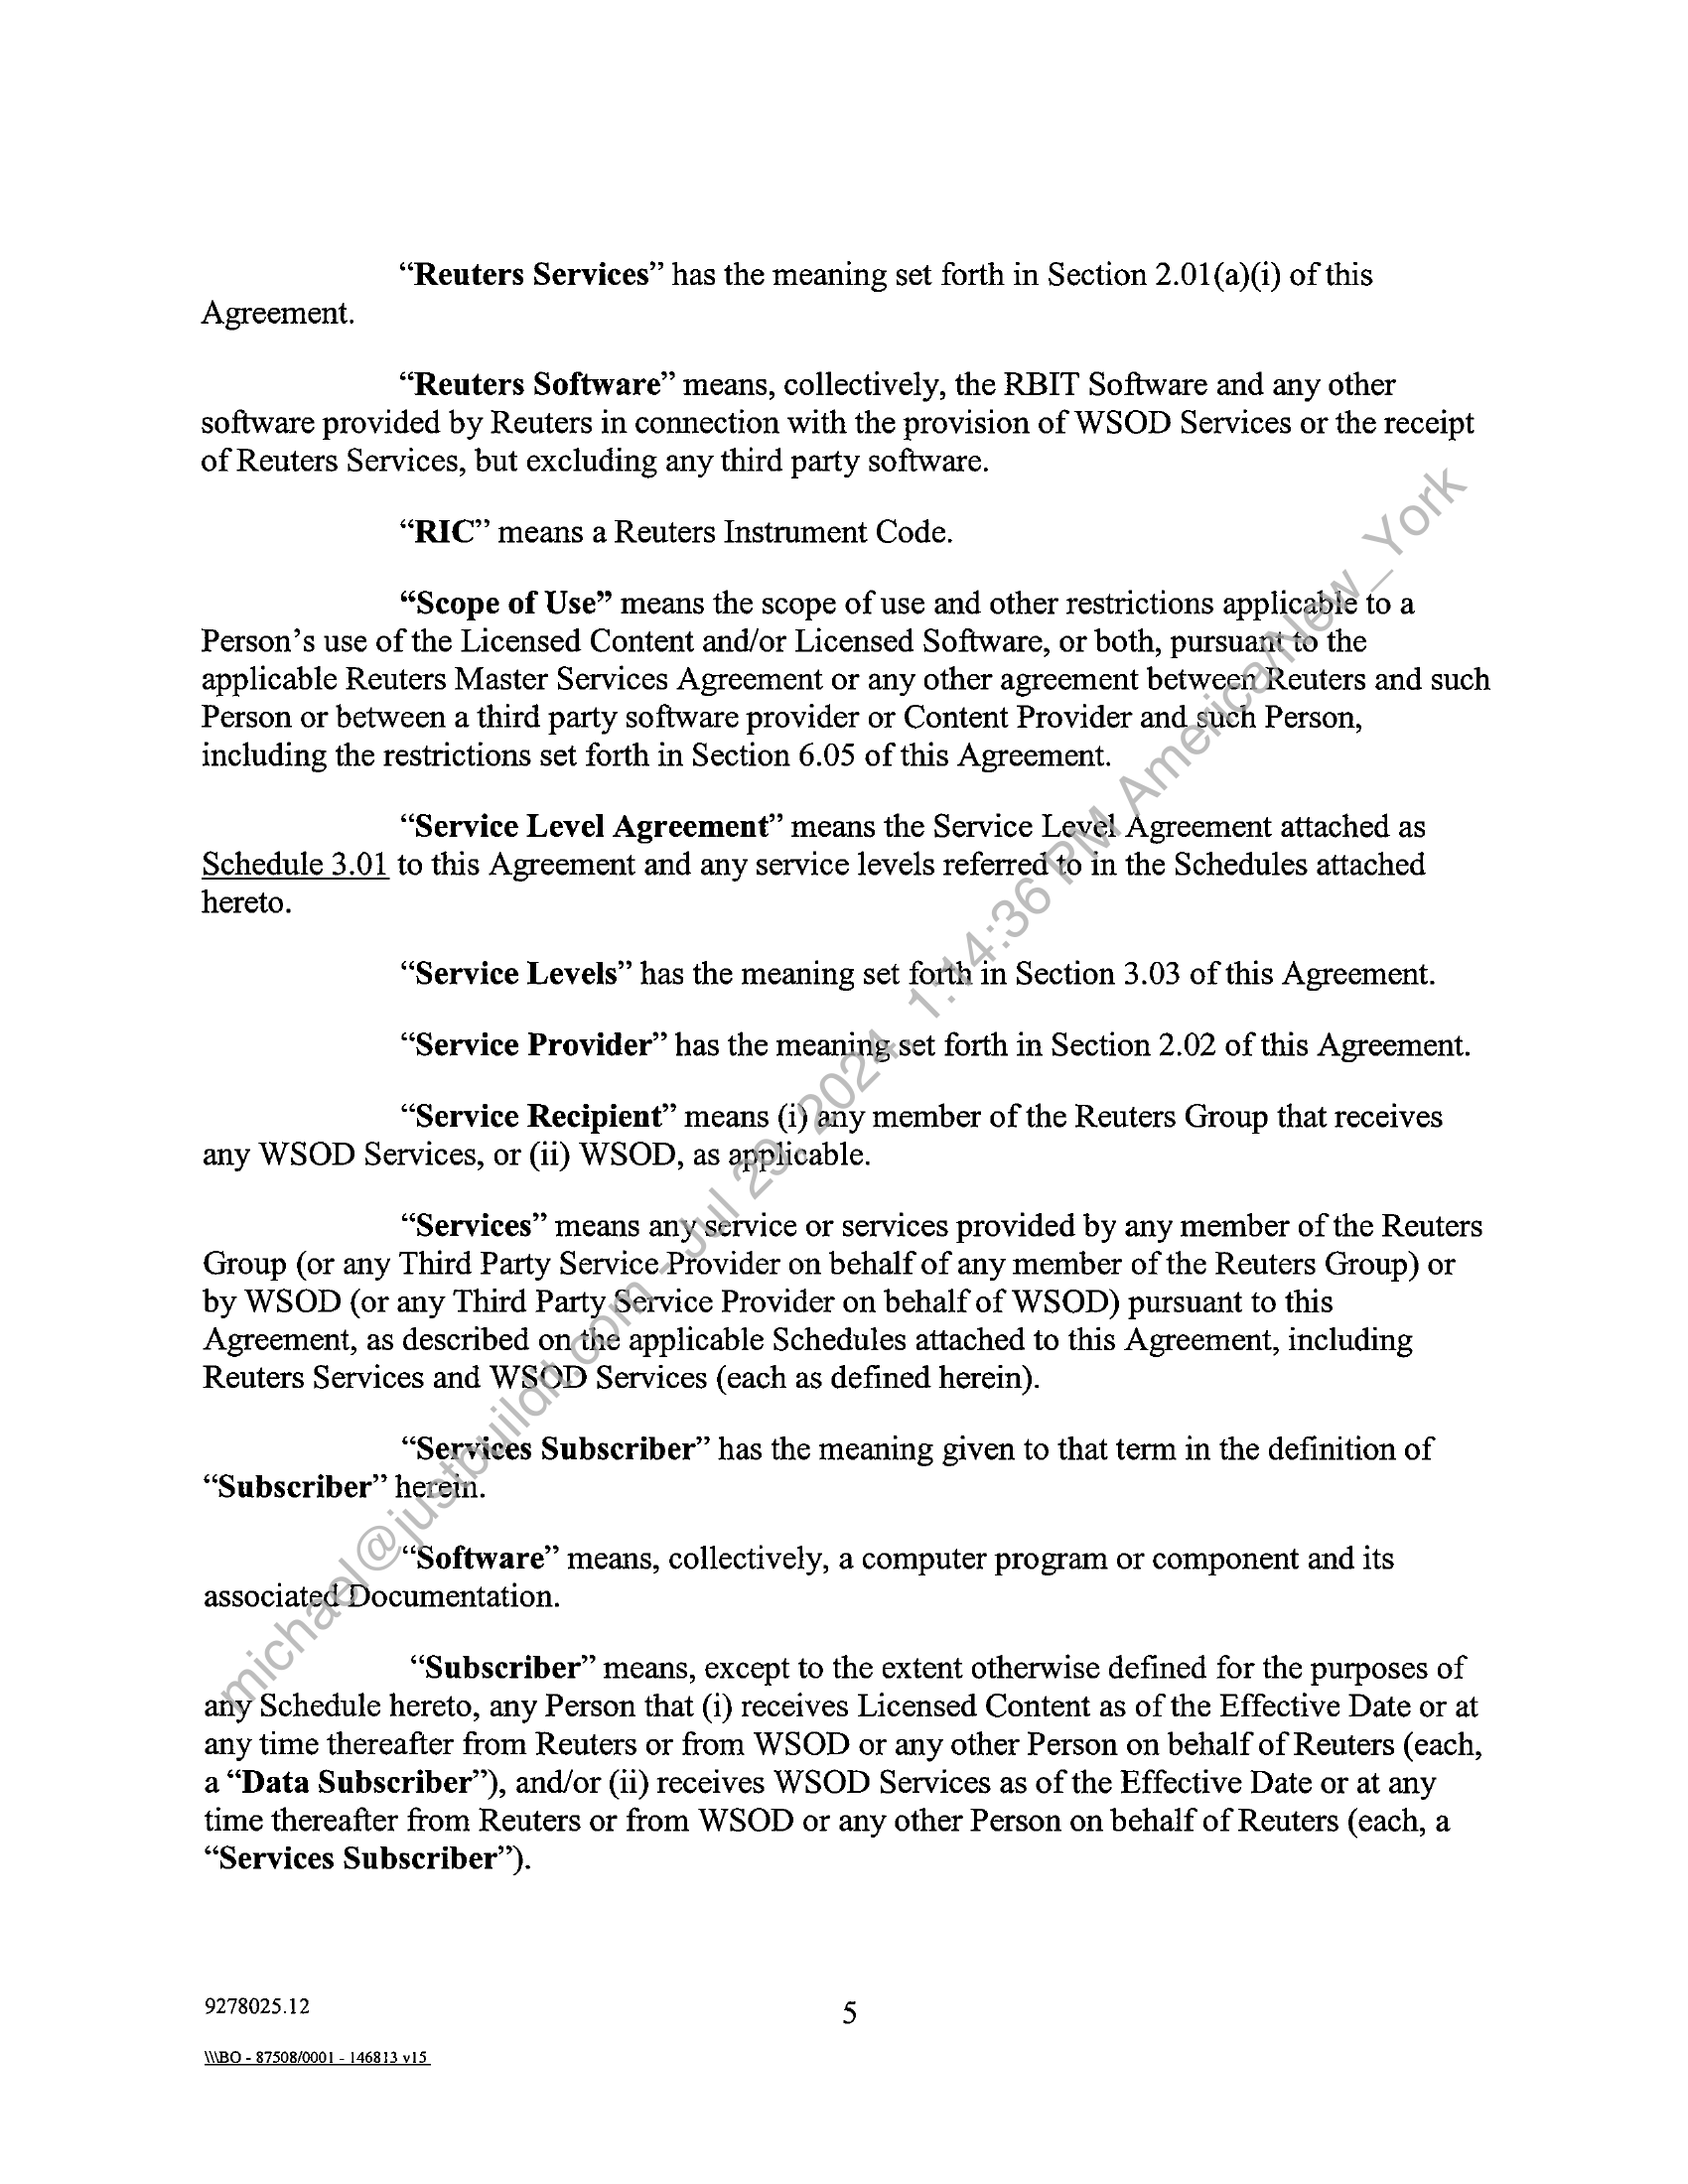 “Reuters Services” has the meaning set forth in Section 2.01(a)(i) of this
Agreement.
“Reuters Software” means, collectively, the RBIT Software and any other
software provided by Reuters in connection with the provision of WSOD Services or the receipt
of Reuters Services, but excluding any third party software.
“RIC” means a Reuters Instrument Code.
“Scope of Use” means the scope of use and other restrictions applicable to a
Person’s use of the Licensed Content and/or Licensed Software, or both, pursuant to the
applicable Reuters Master Services Agreement or any other agreement between Reuters and such
Person or between a third party software provider or Content Provider and such Person,
including the restrictions set forth in Section 6.05 of this Agreement.
“Service Level Agreement” means the Service Level Agreement attached as
Schedule 3.01 to this Agreement and any service levels referred to in the Schedules attached
hereto.
“Service Levels” has the meaning set forth in Section 3.03 of this Agreement.
“Service Provider” has the meaning set forth in Section 2.02 of this Agreement.
“Service Recipient” means (i) any member of the Reuters Group that receives
any WSOD Services, or (ii) WSOD, as applicable.
“Services” means any service or services provided by any member of the Reuters
Group (or any Third Party Service Provider on behalf of any member of the Reuters Group) or
by WSOD (or any Third Party Service Provider on behalf of WSOD) pursuant to this
Agreement, as described on the applicable Schedules attached to this Agreement, including
Reuters Services and WSOD Services (each as defined herein).
“Services Subscriber” has the meaning given to that term in the definition of
“Subscriber” herein.
“Software” means, collectively, a computer program or component and its
associated Documentation.
“Subscriber” means, except to the extent otherwise defined for the purposes of
any Schedule hereto, any Person that (i) receives Licensed Content as of the Effective Date or at
any time thereafter from Reuters or from WSOD or any other Person on behalf of Reuters (each,
a “Data Subscriber”), and/or (ii) receives WSOD Services as of the Effective Date or at any
time thereafter from Reuters or from WSOD or any other Person on behalf of Reuters (each, a
“Services Subscriber”).
9278025.12
5
\\\BO - 87508/0001 - 146813 v15
michael@justbuildit.com - Jul 29, 2024, 1:14:36 PM America/New_York